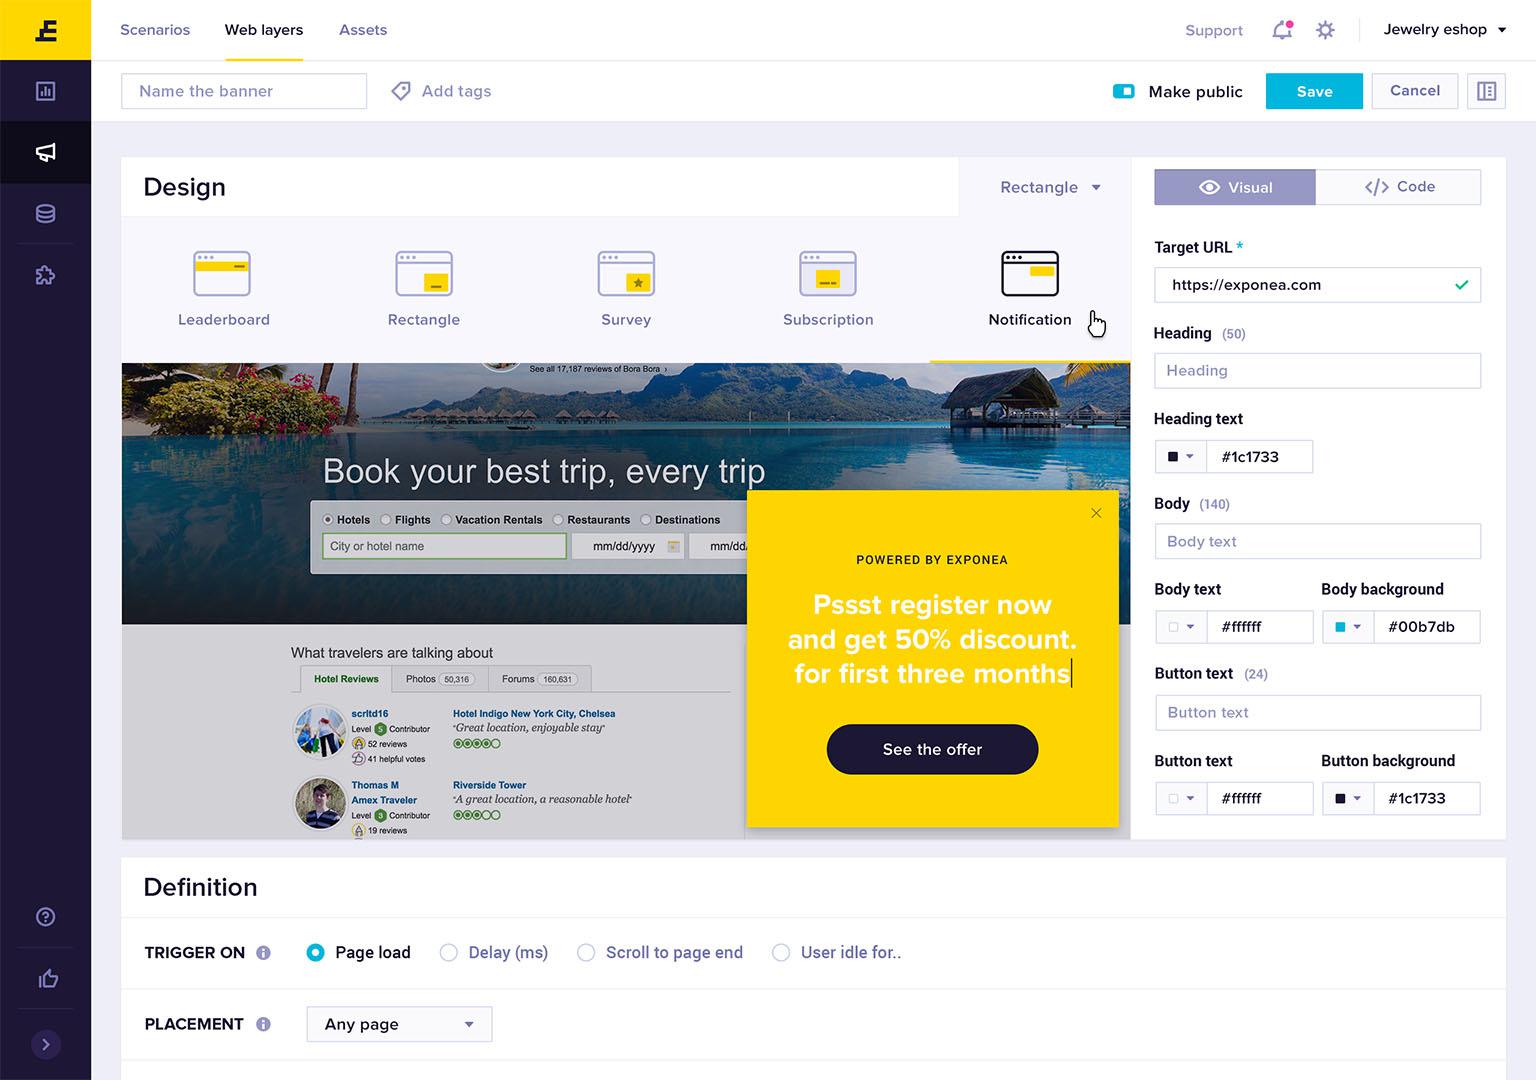 Scenarios Web layers Assets Support Jewelry eshop
Name the banner Add tags Make public Save Cancel
Design Rectangle
Leaderboard Rectangle Survey Subscription Notification
See all 17,187 reviews of Bora Bora ›
Book your best trip, every trip
Hotels Flights Vacation Rentals Restaurants Destinations
City or hotel name mm/dd/yyyy mm/dd/
What travelers are talking about
Hotel Reviews Photos 50,316 Forums 160,631
scrltd16
Level 5 Contributor
52 reviews
41 helpful votes
Hotel Indigo New York City, Chelsea
"Great location, enjoyable stay"
Thomas M
Amex Traveler
Level 3 Contributor
19 reviews
Riverside Tower
"A great location, a reasonable hotel"
POWERED BY EXPONEA
Pssst register now
and get 50% discount.
for first three months
See the offer
Visual </> Code
Target URL *
https://exponea.com
Heading (50)
Heading
Heading text
#1c1733
Body (140)
Body text
Body text Body background
#ffffff #00b7db
Button text (24)
Button text
Button text Button background
#ffffff #1c1733
Definition
TRIGGER ON Page load Delay (ms) Scroll to page end User idle for..
PLACEMENT Any page